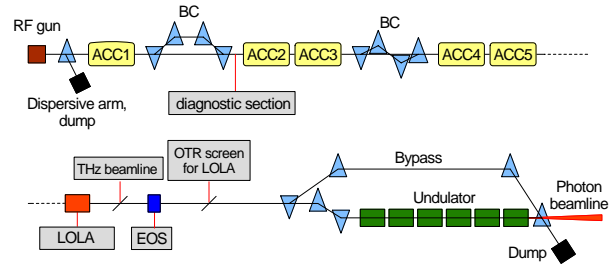 BC
BC
RF gun
ACC1
ACC2
ACC3
ACC4
ACC5
Dispersive arm,
dump
diagnostic section
THz beamline
OTR screen
for LOLA
Bypass
Undulator
Photon
beamline
LOLA
EOS
Dump